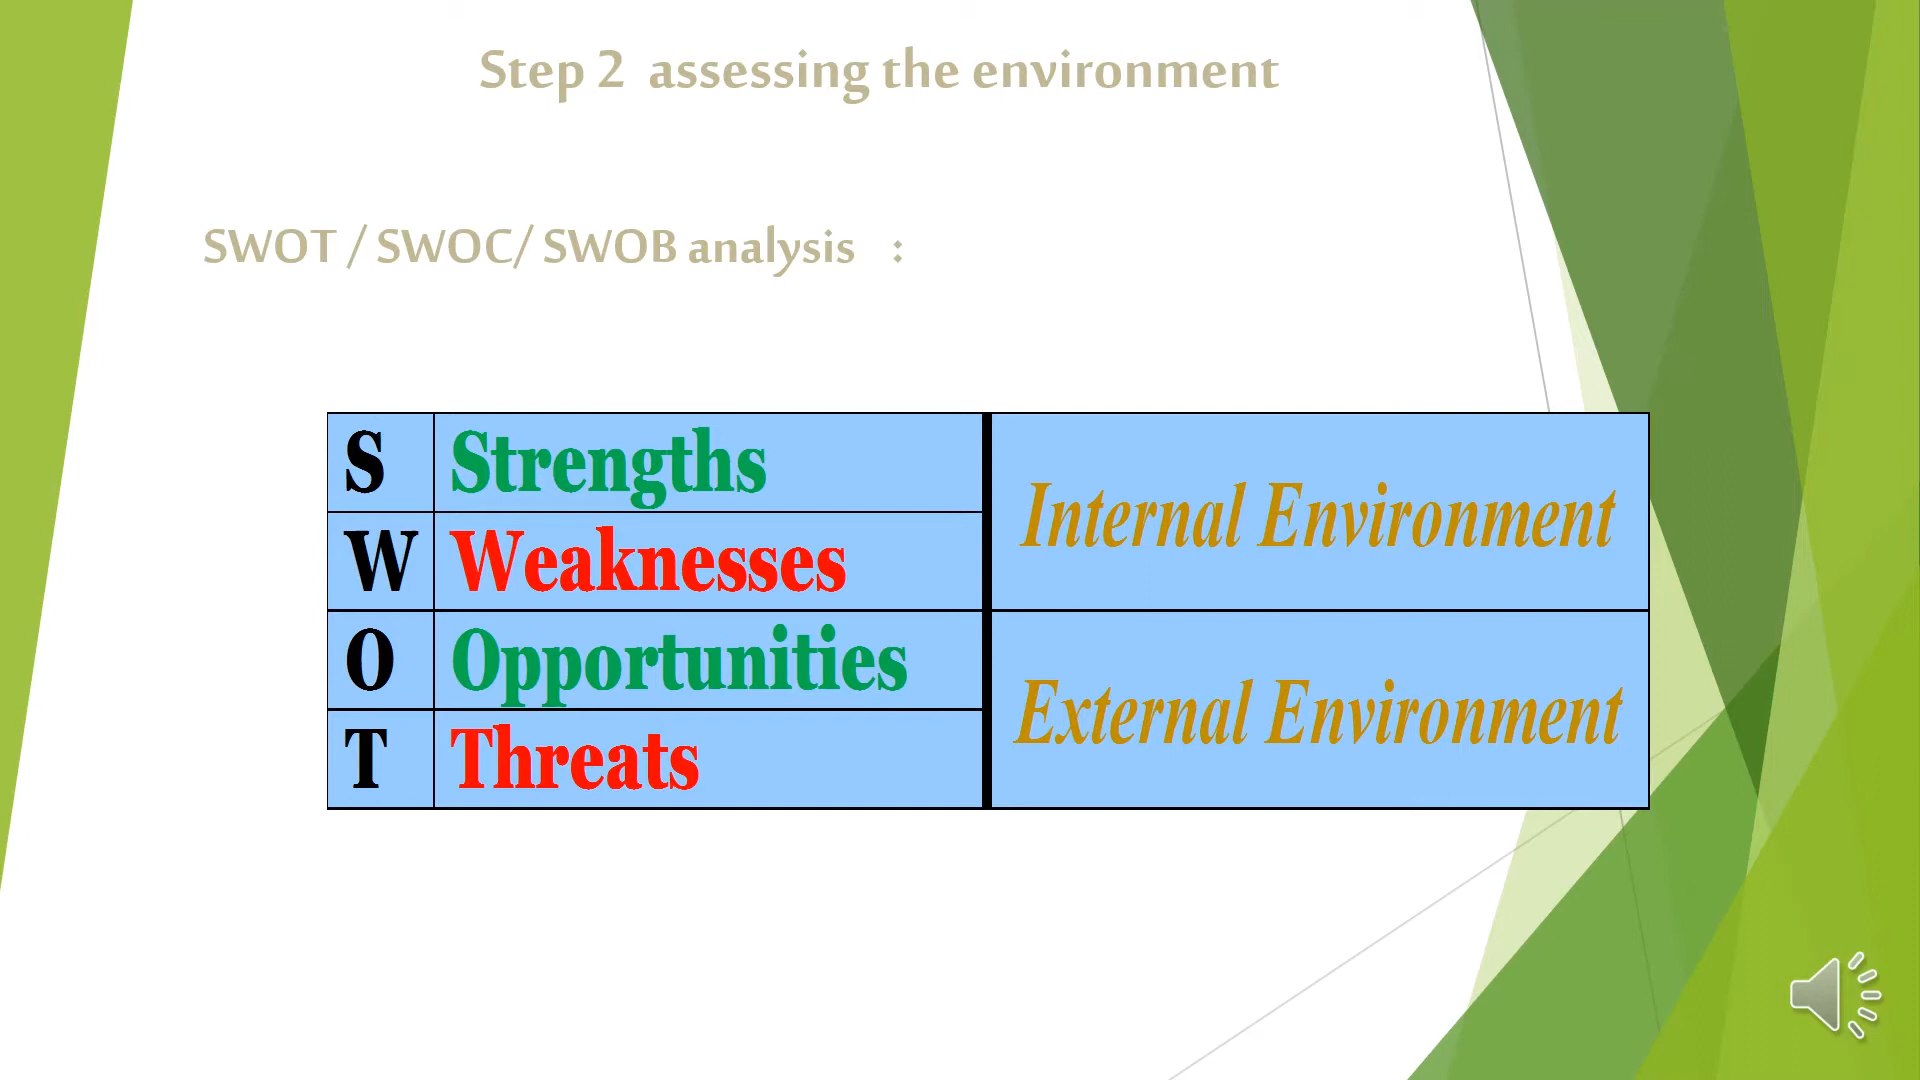 Step 2 assessing the environment
SWOT / SWOC/ SWOB analysis :
S Strengths
Internal Environment
W Weaknesses
O Opportunities
External Environment
T Threats